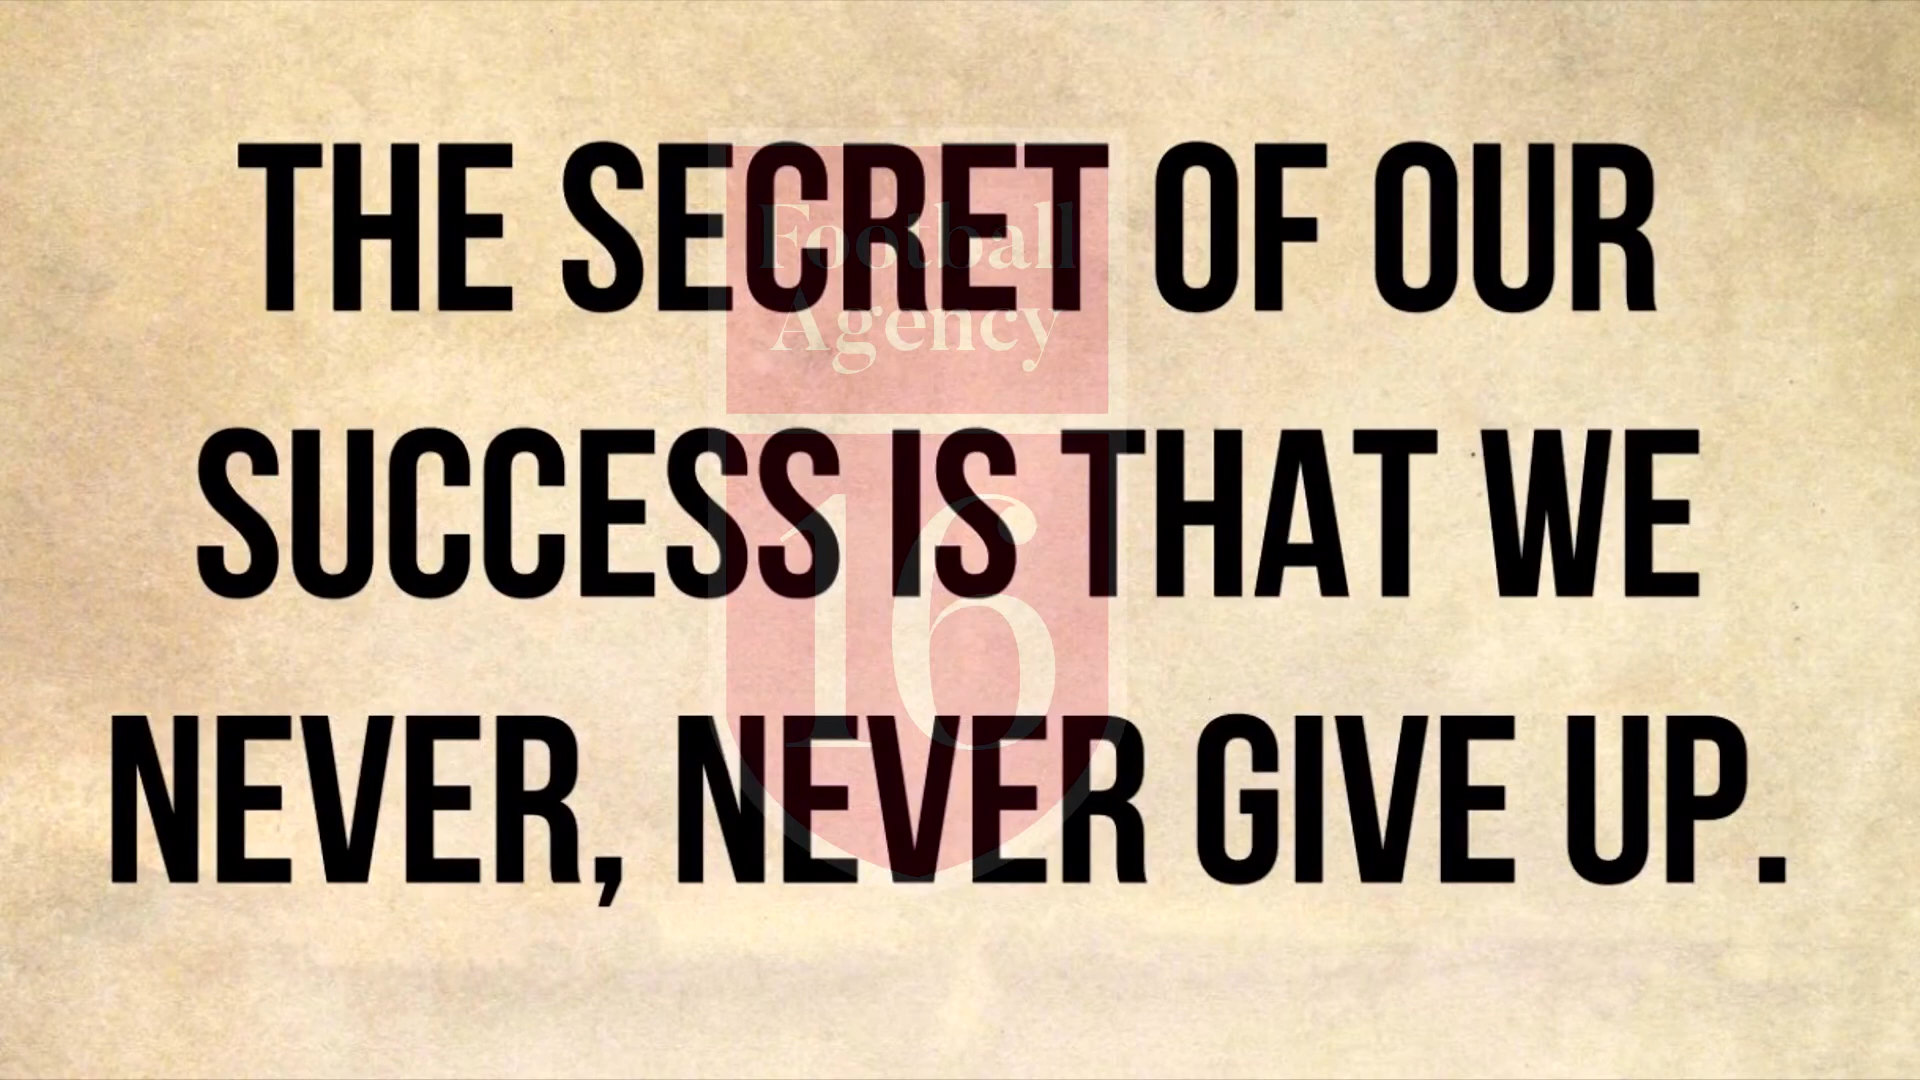 THE SECRET OF OUR
SUCCESS IS THAT WE
NEVER, NEVER GIVE UP.
Football
Agency
16